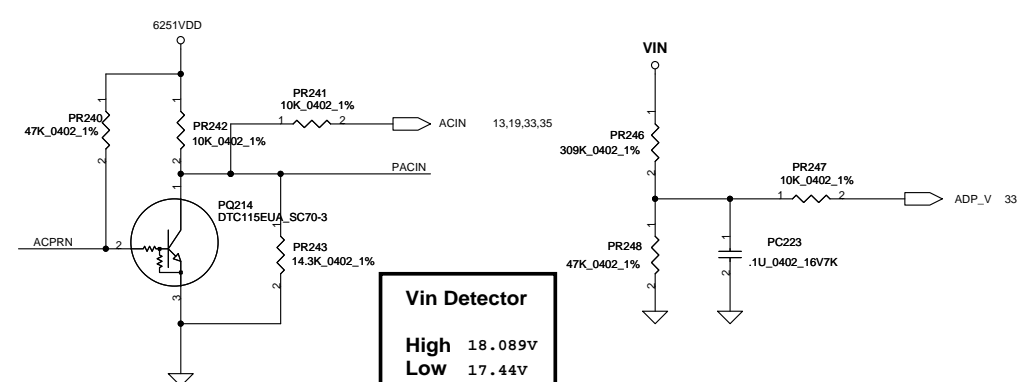 6251VDD
PR240
47K_0402_1%
1
2
PR242
10K_0402_1%
1
2
PR241
10K_0402_1%
1
2
ACIN
13,19,33,35
PACIN
PQ214
DTC115EUA_SC70-3
1
2
3
ACPRN
PR243
14.3K_0402_1%
1
2
Vin Detector
High 18.089V
Low 17.44V
VIN
PR246
309K_0402_1%
1
2
PR247
10K_0402_1%
1
2
ADP_V 33
PR248
47K_0402_1%
1
2
PC223
.1U_0402_16V7K
1
2